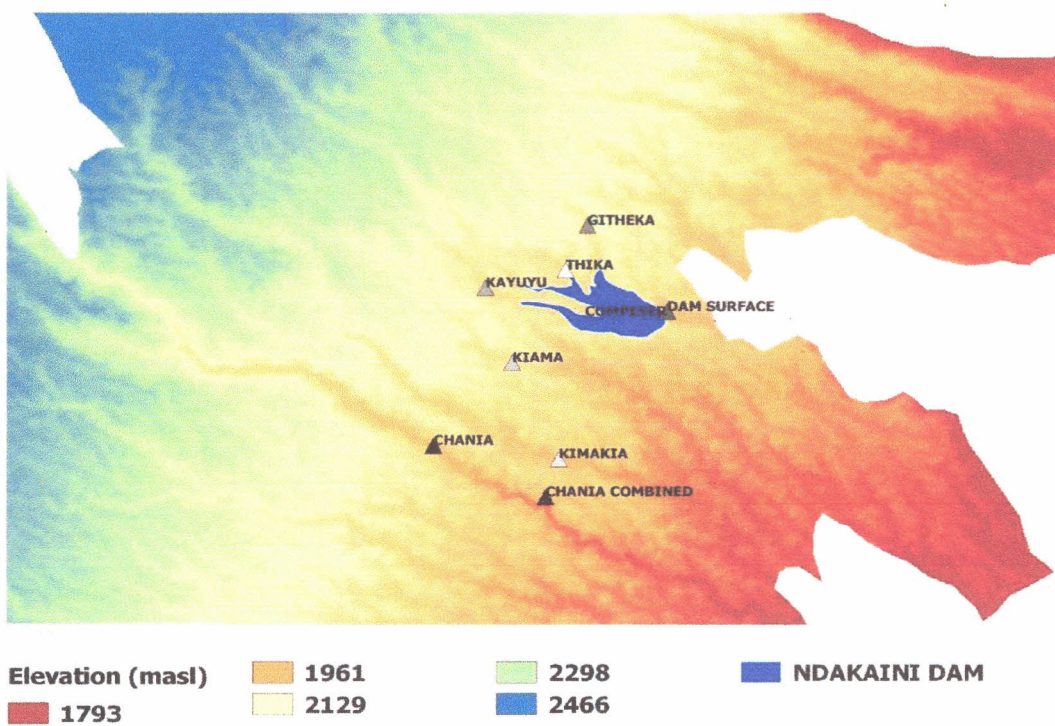 GITHEKA
THIKA
KAYUYU
COMPISER DAM SURFACE
KIAMA
CHANIA
KIMAKIA
CHANIA COMBINED
Elevation (masl)
1793
1961
2129
2298
2466
NDAKAINI DAM